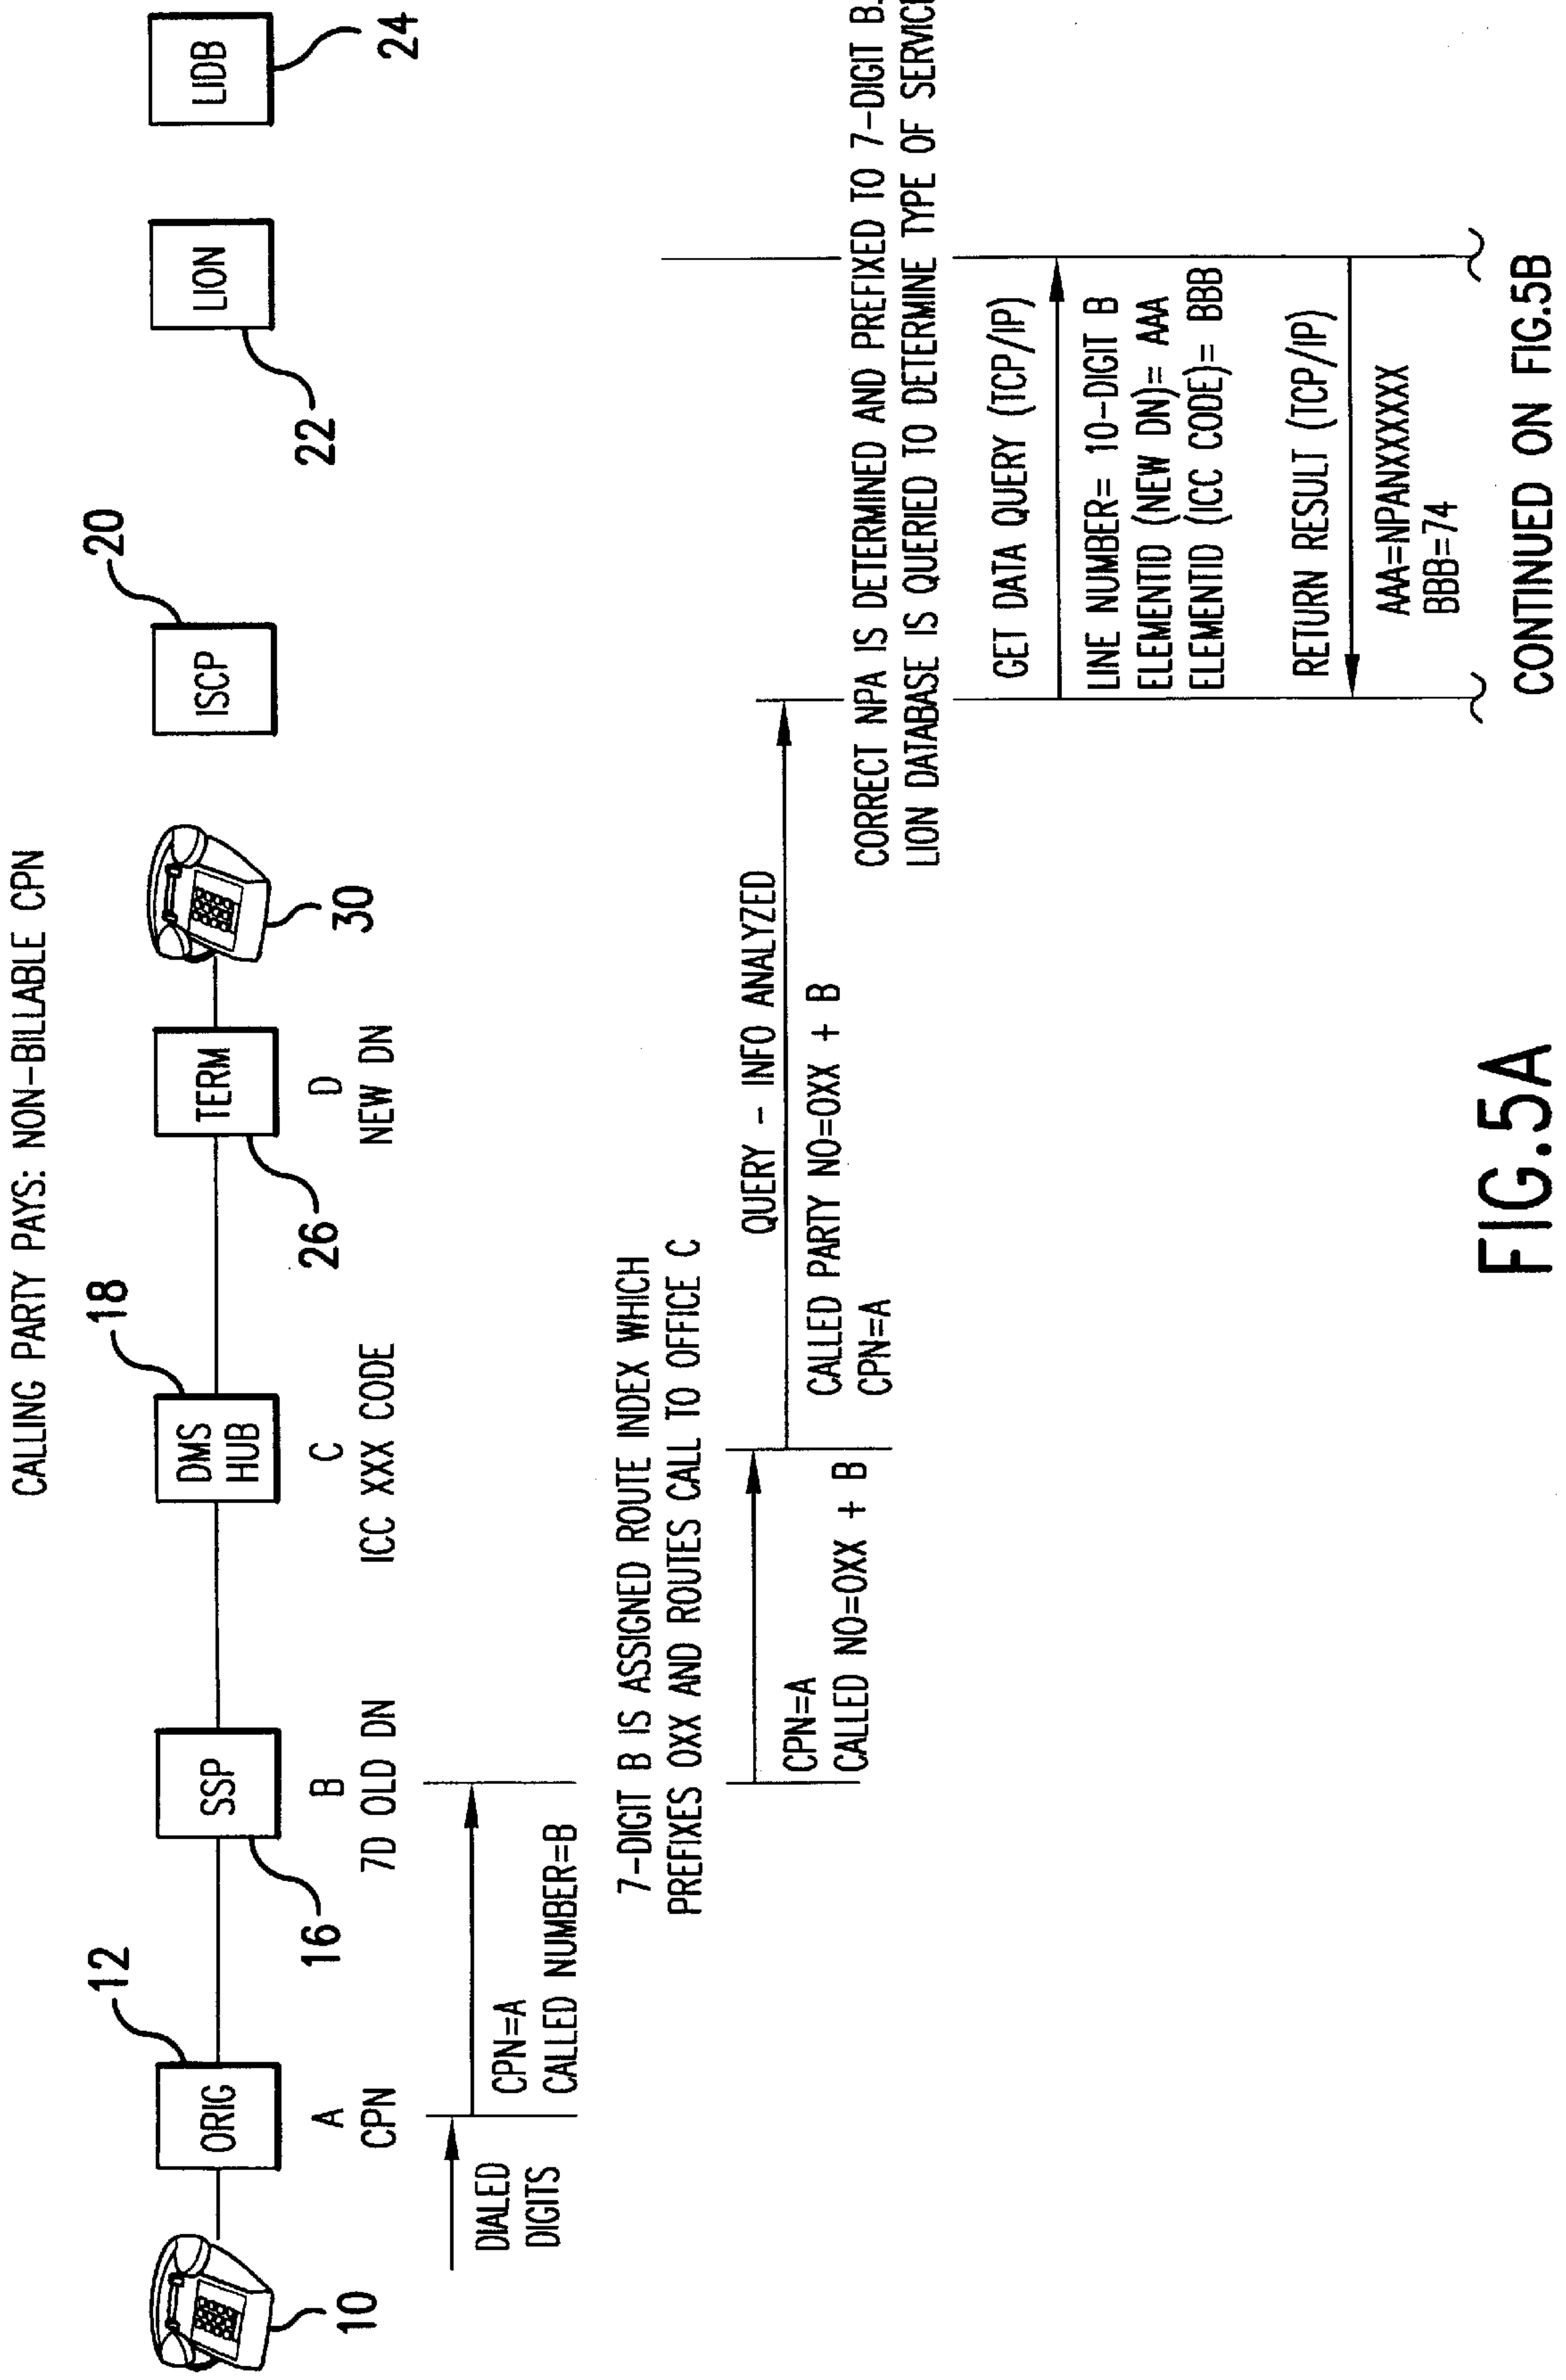 CALLING PARTY PAYS: NON-BILLABLE CPN
10
12
ORIG
A
CPN
16
SSP
B
7D OLD DN
18
DMS
HUB
C
ICC XXX CODE
26
TERM
D
NEW DN
30
20
ISCP
22
LION
24
LIDB
DIALED
DIGITS
CPN=A
CALLED NUMBER=B
7-DIGIT B IS ASSIGNED ROUTE INDEX WHICH
PREFIXES OXX AND ROUTES CALL TO OFFICE C
CPN=A
CALLED NO=OXX + B
QUERY - INFO ANALYZED
CALLED PARTY NO=OXX + B
CPN=A
CORRECT NPA IS DETERMINED AND PREFIXED TO 7-DIGIT B.
LION DATABASE IS QUERIED TO DETERMINE TYPE OF SERVICE
GET DATA QUERY (TCP/IP)
LINE NUMBER= 10-DIGIT B
ELEMENTID (NEW DN)= AAA
ELEMENTID (ICC CODE)= BBB
RETURN RESULT (TCP/IP)
AAA=NPANXXXXXX
BBB=74
CONTINUED ON FIG.5B
FIG.5A